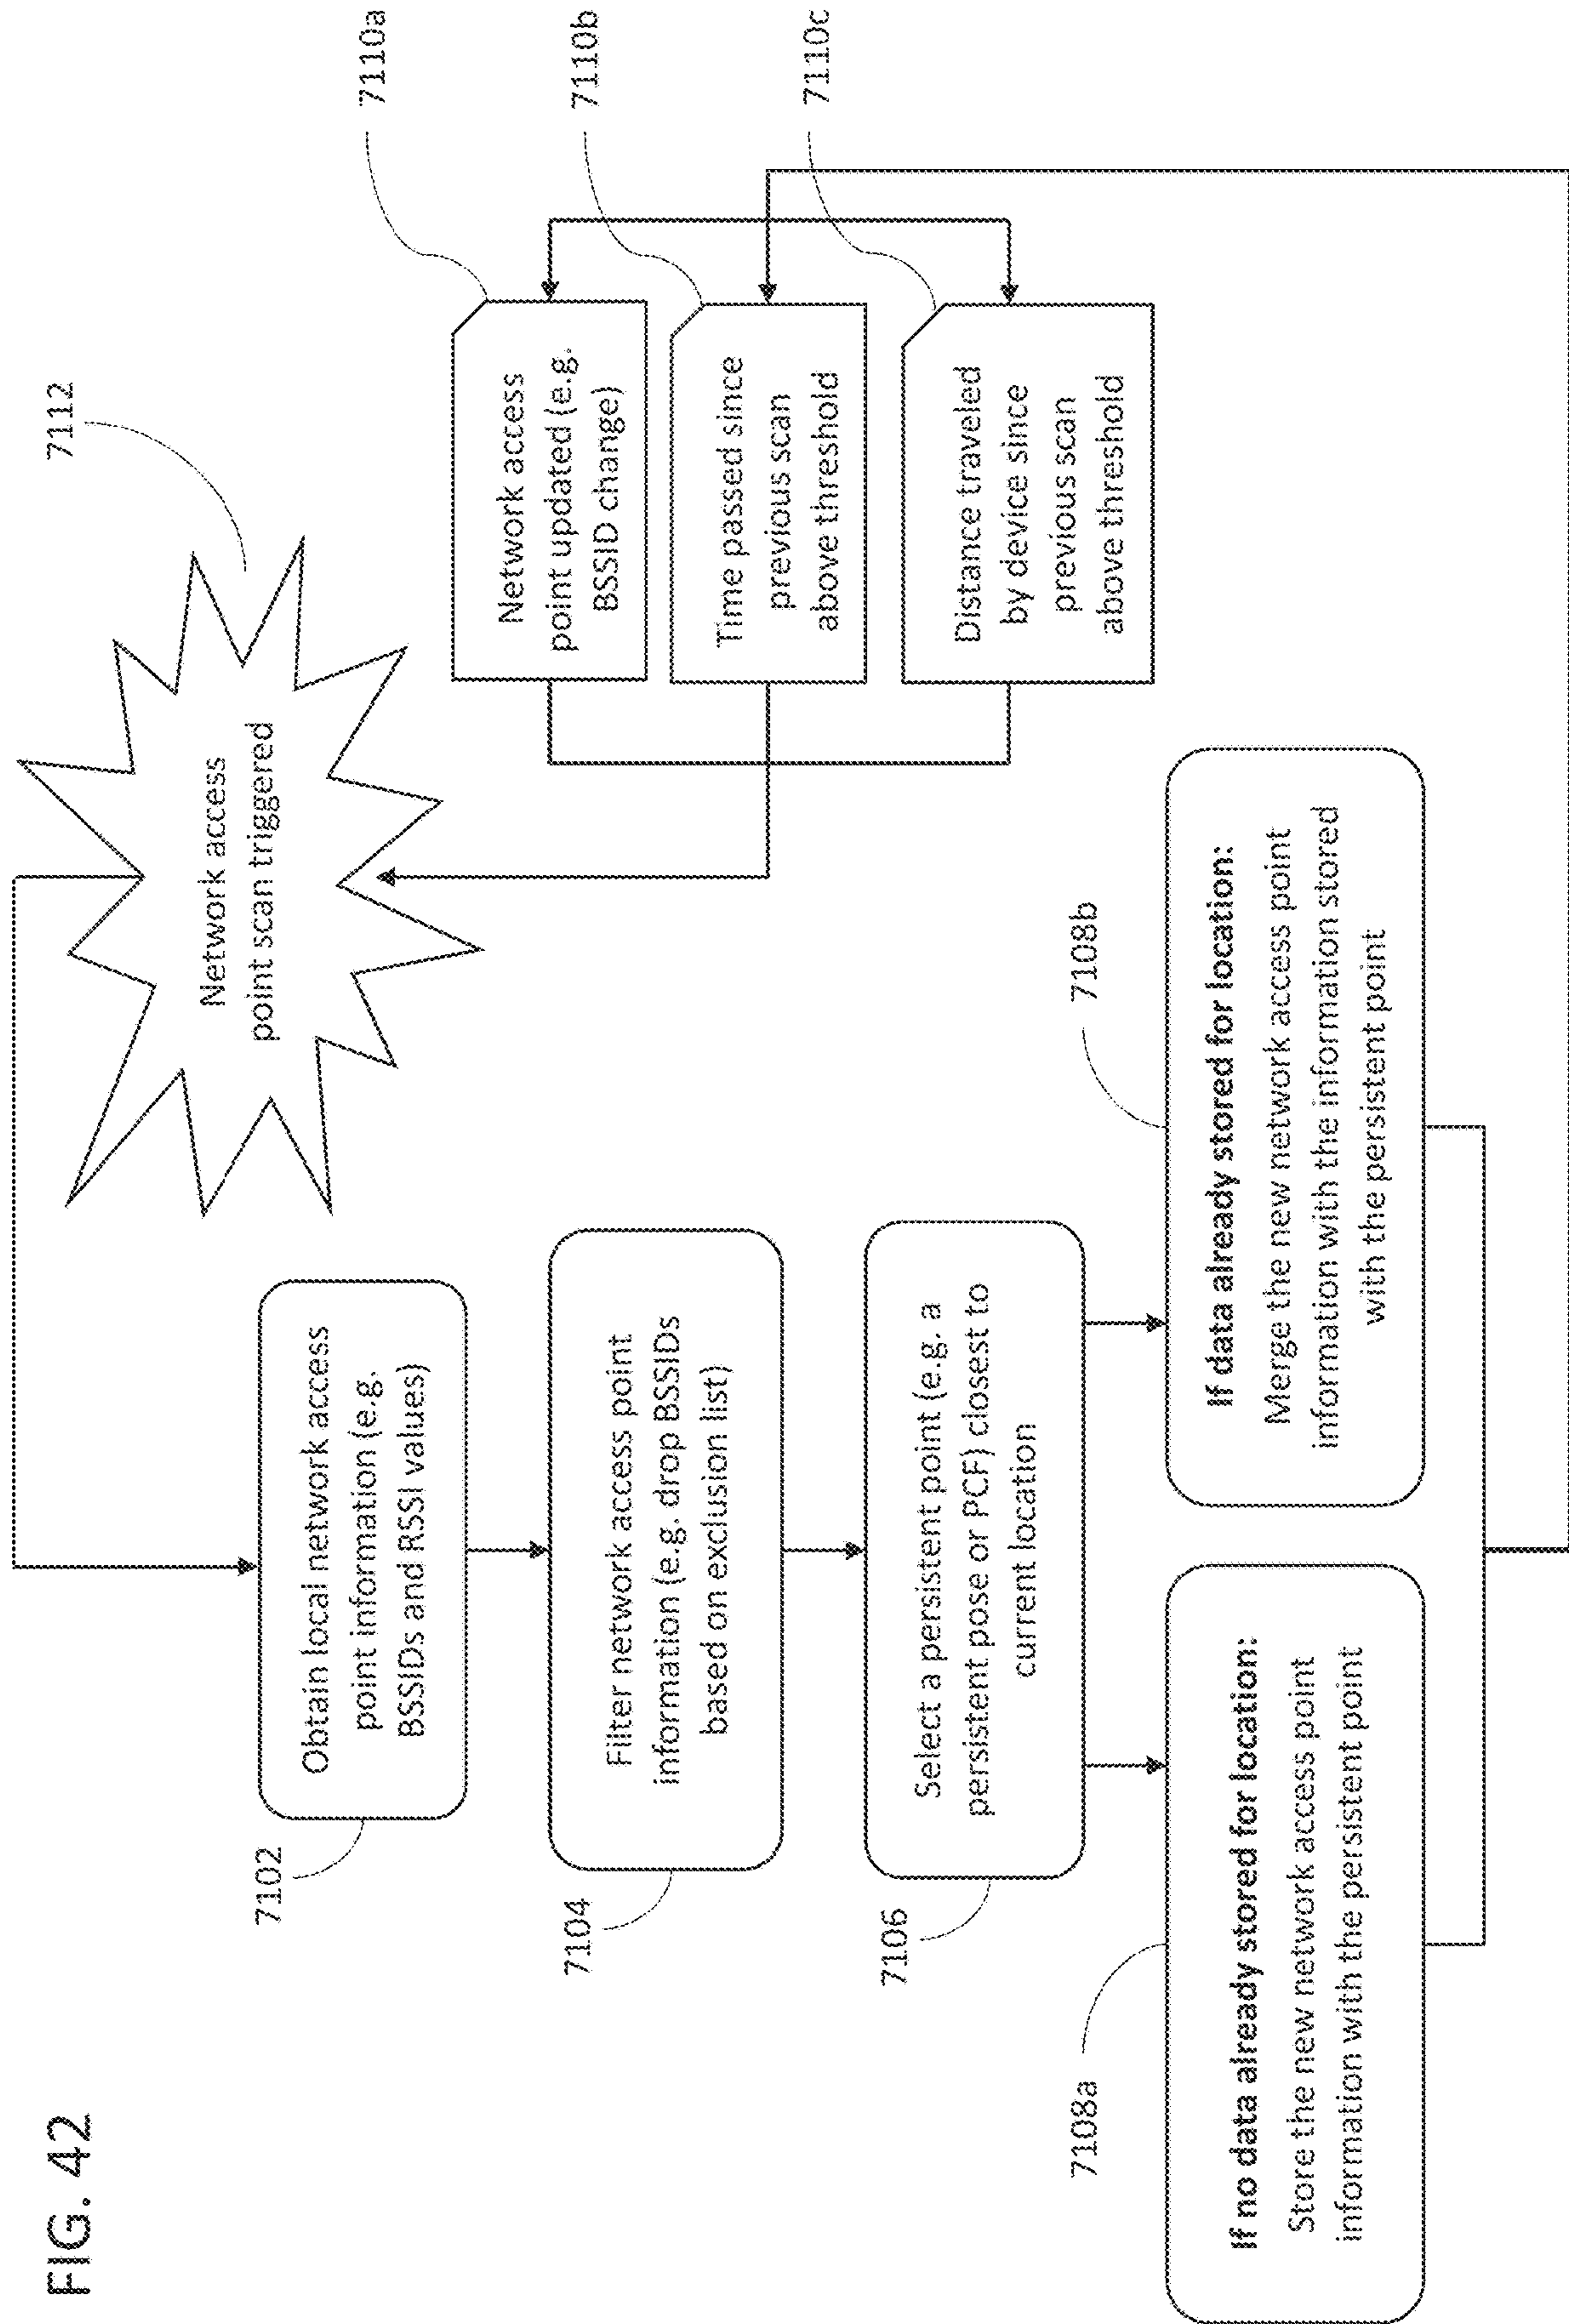 FIG. 42
7112
Network access
point scan triggered
7102
Obtain local network access
point information (e.g.
BSSIDs and RSSI values)
7104
Filter network access point
information (e.g. drop BSSIDs
based on exclusion list)
7106
Select a persistent point (e.g. a
persistent pose or PCF) closest to
current location
7108a
If no data already stored for location:
Store the new network access point
information with the persistent point
7108b
If data already stored for location:
Merge the new network access point
information with the information stored
with the persistent point
7110a
Network access
point updated (e.g.
BSSID change)
7110b
Time passed since
previous scan
above threshold
7110c
Distance traveled
by device since
previous scan
above threshold